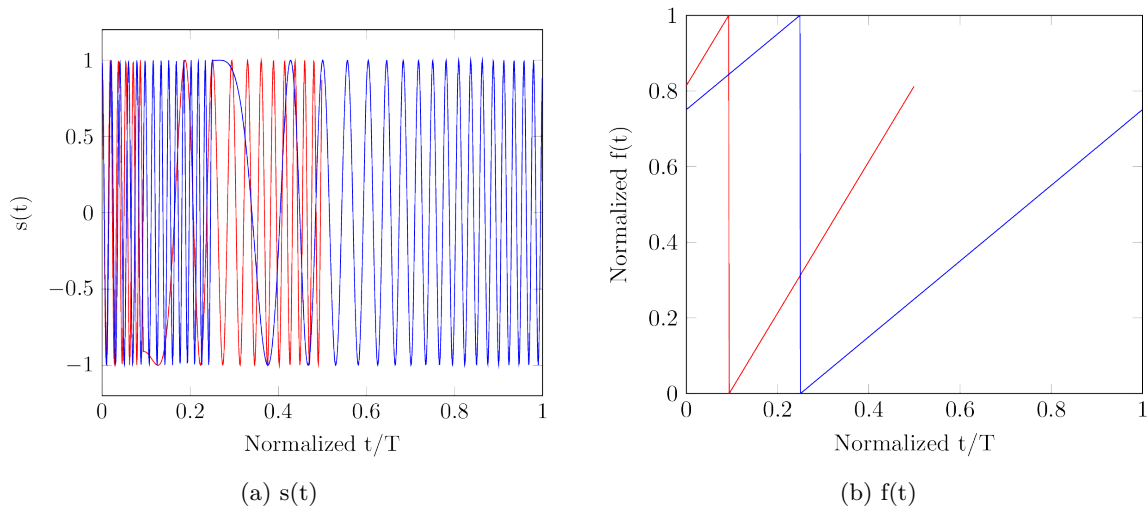 1
0.5
0
−0.5
−1
s(t)
0 0.2 0.4 0.6 0.8 1
Normalized t/T
(a) s(t)
1
0.8
0.6
0.4
0.2
0
Normalized f(t)
0 0.2 0.4 0.6 0.8 1
Normalized t/T
(b) f(t)